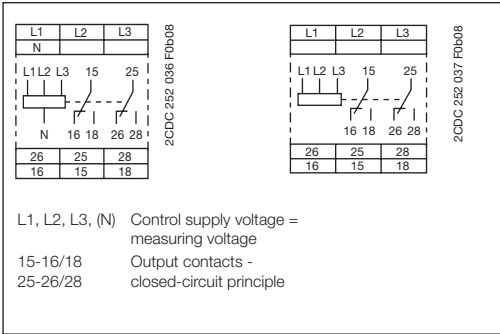 L1 L2 L3
N
L1 L2 L3 15 25
N 16 18 26 28
26 25 28
16 15 18
2CDC 252 036 F0b08
L1 L2 L3
L1 L2 L3 15 25
16 18 26 28
26 25 28
16 15 18
2CDC 252 037 F0b08
L1, L2, L3, (N) Control supply voltage =
measuring voltage
15-16/18 Output contacts -
25-26/28 closed-circuit principle